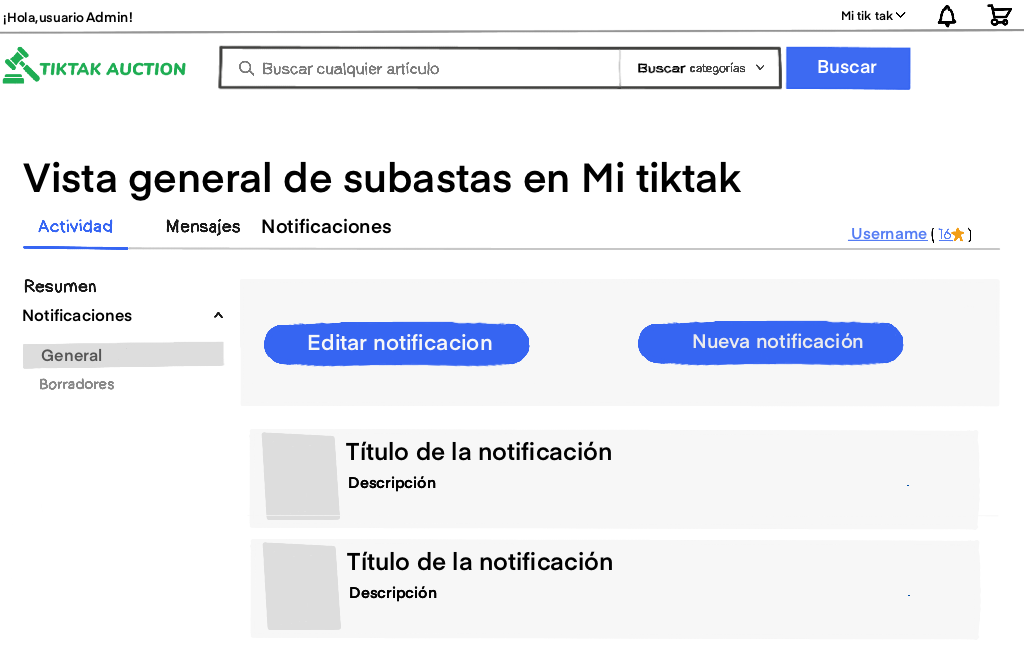 ¡Hola,usuario Admin!
Mi tik tak
TIKTAK AUCTION
Buscar cualquier artículo
Buscar categorías
Buscar
Vista general de subastas en Mi tiktak
Actividad
Mensajes
Notificaciones
Username ( 16 )
Resumen
Notificaciones
General
Borradores
Editar notificacion
Nueva notificación
Título de la notificación
Descripción
Título de la notificación
Descripción